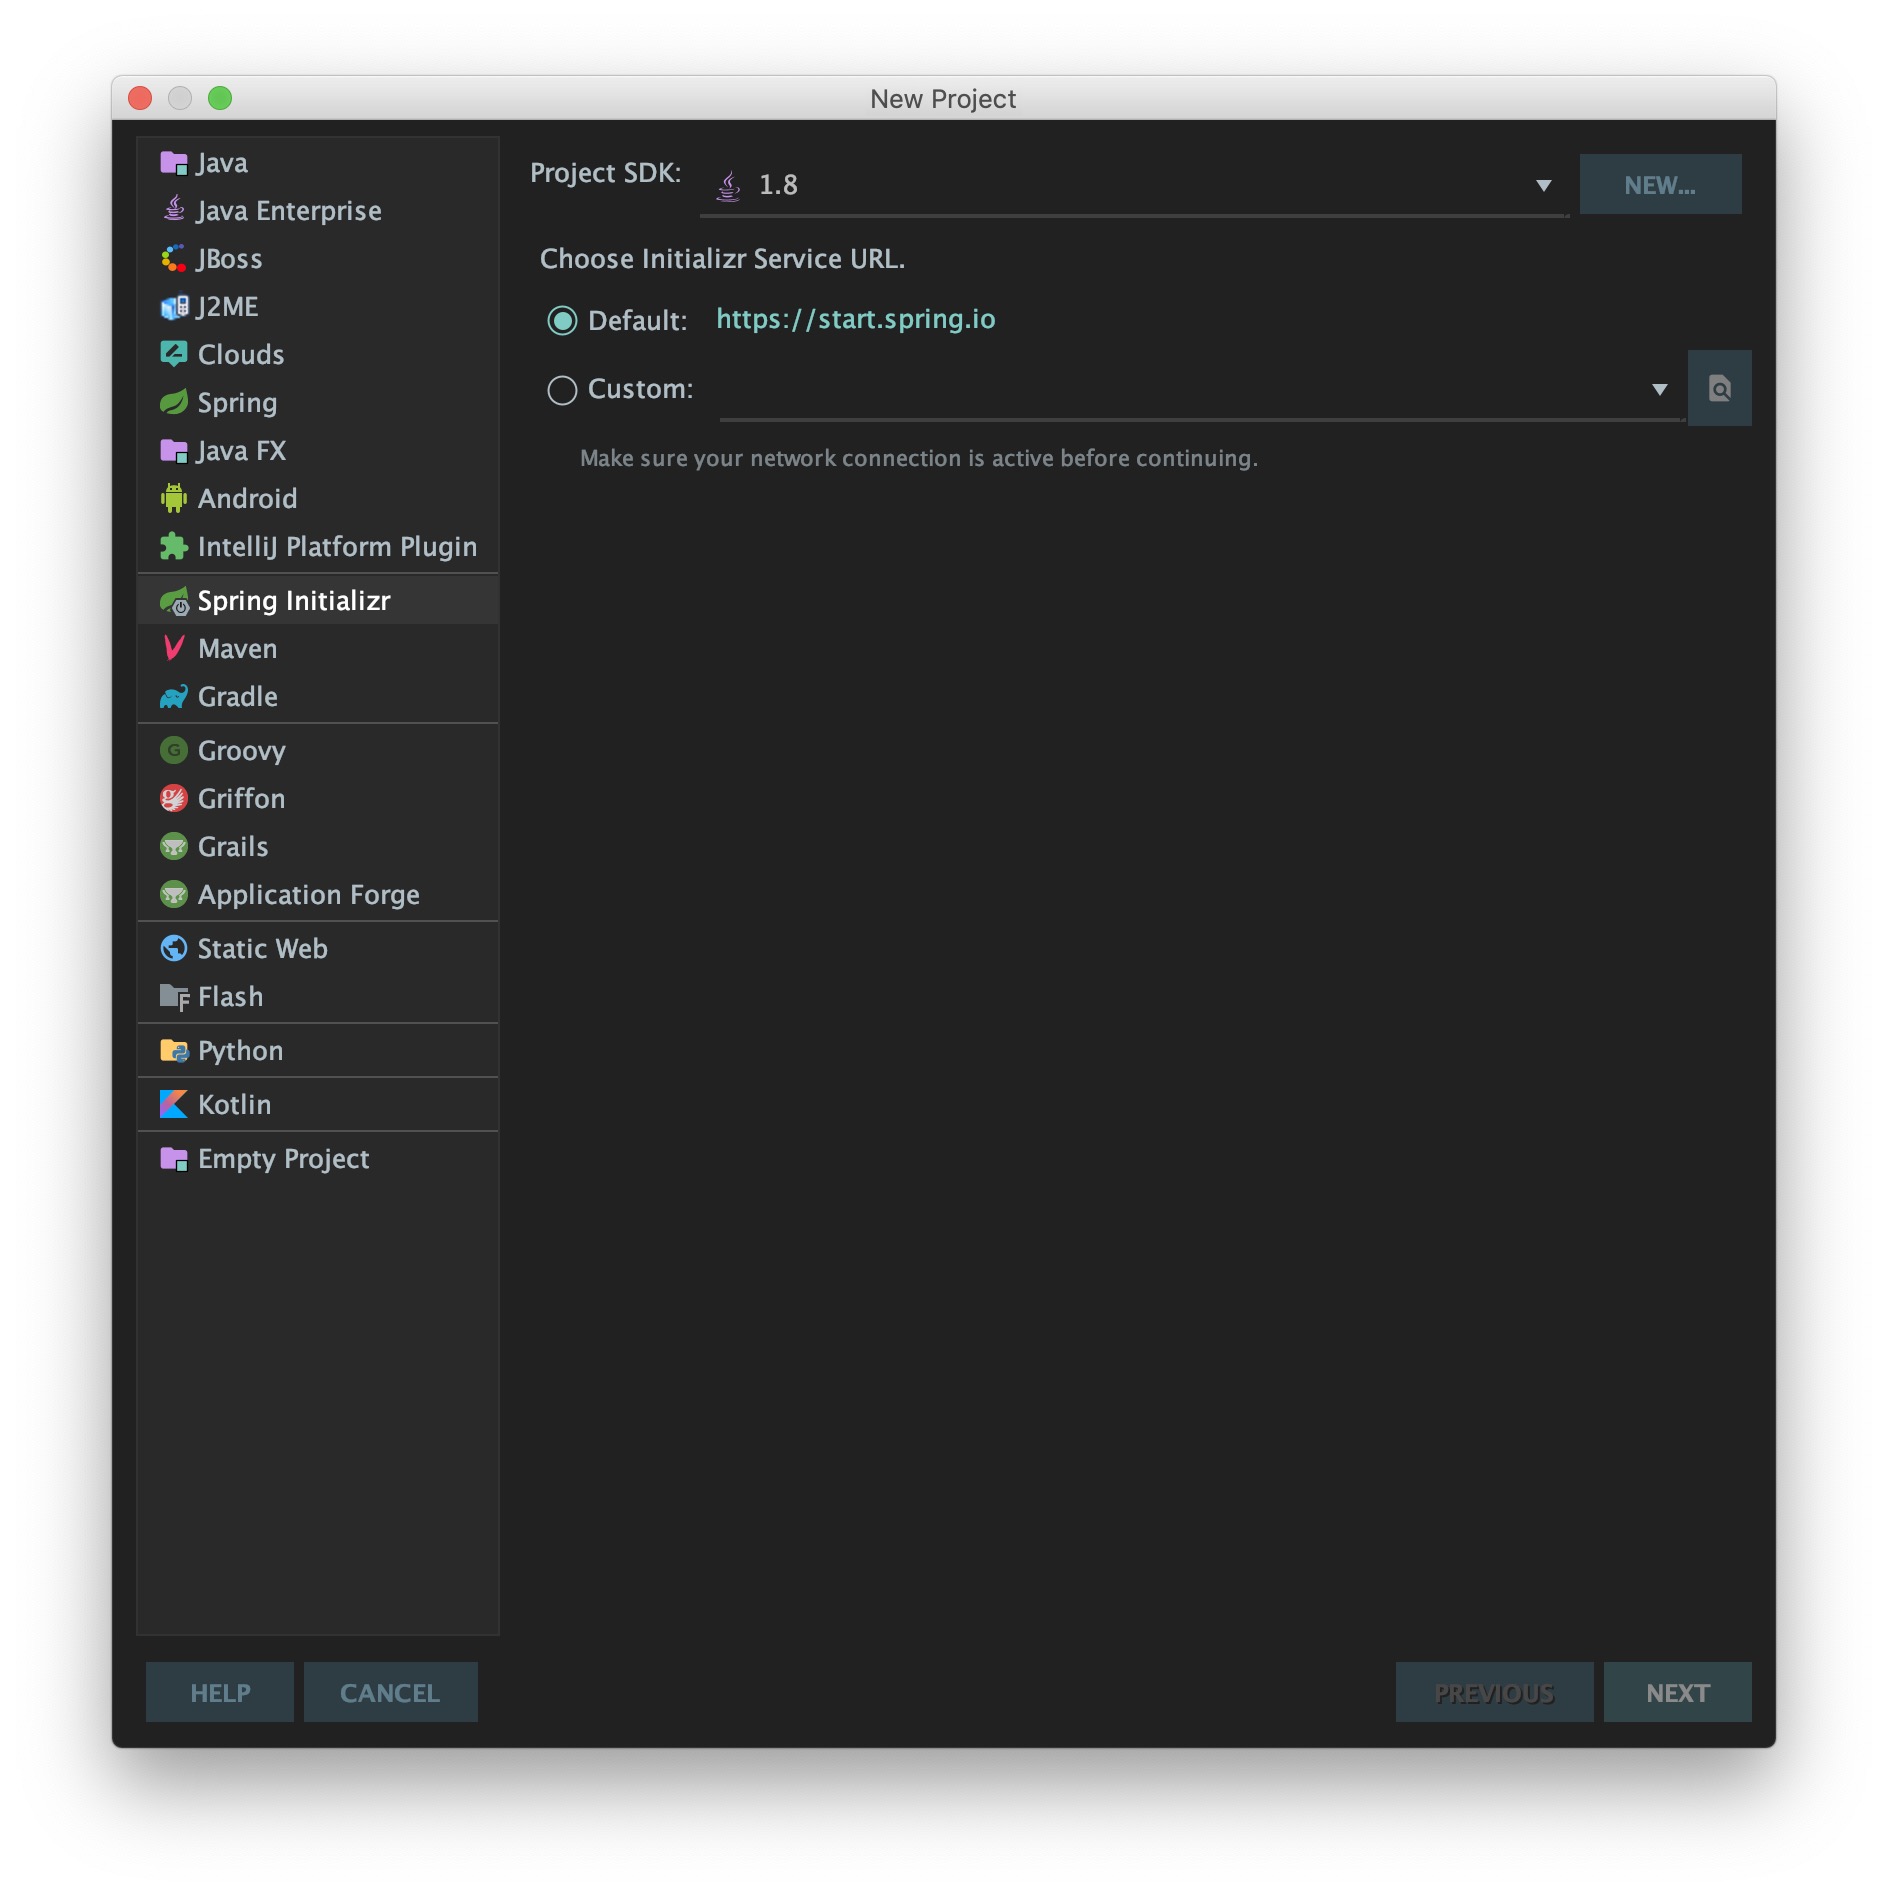 New Project
Java
Java Enterprise
JBoss
J2ME
Clouds
Spring
Java FX
Android
IntelliJ Platform Plugin
Spring Initializr
Maven
Gradle
G
Groovy
Griffon
Grails
Application Forge
Static Web
F
Flash
Python
Kotlin
Empty Project
Project SDK:
1.8
NEW...
Choose Initializr Service URL.
Default: https://start.spring.io
Custom:
Make sure your network connection is active before continuing.
HELP
CANCEL
PREVIOUS
NEXT